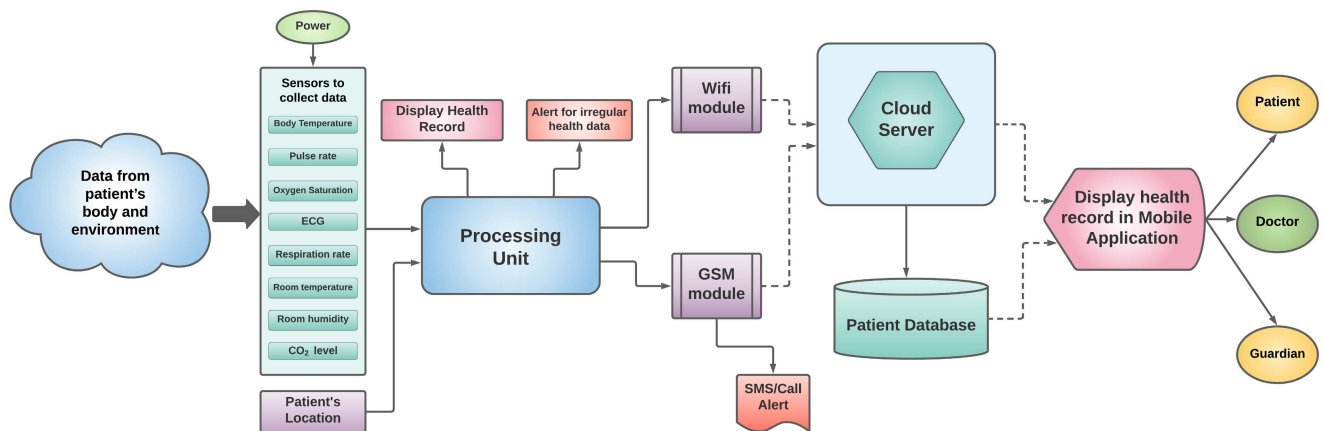 Power
Sensors to
collect data
Body Temperature
Pulse rate
Oxygen Saturation
ECG
Respiration rate
Room temperature
Room humidity
CO₂ level
Data from
patient's
body and
environment
Patient's
Location
Display Health
Record
Alert for irregular
health data
Processing
Unit
Wifi
module
GSM
module
SMS/Call
Alert
Cloud
Server
Patient Database
Display health
record in Mobile
Application
Patient
Doctor
Guardian